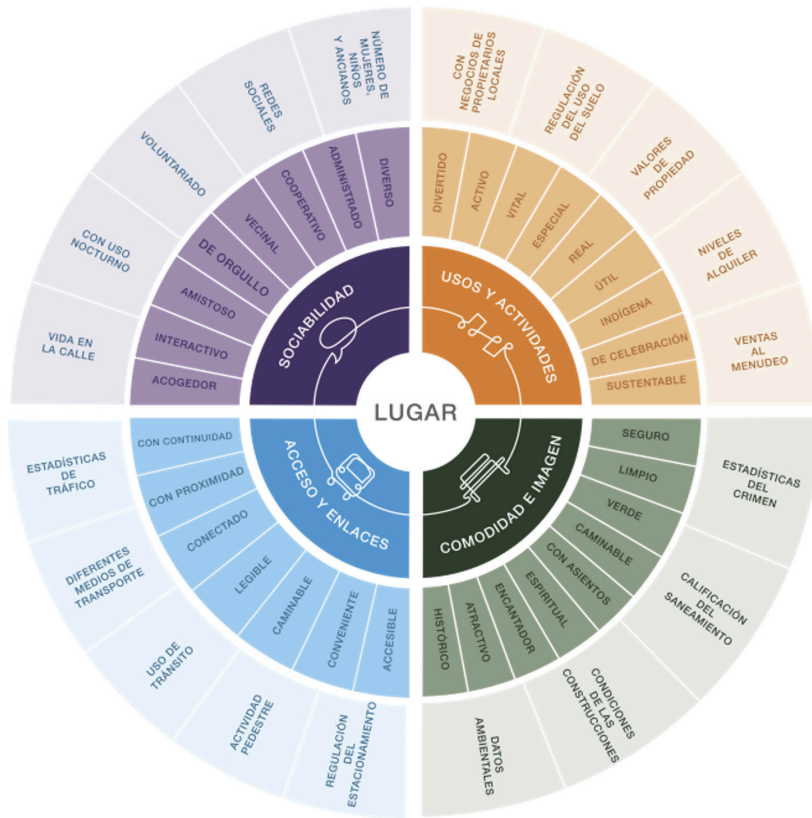 LUGAR
SOCIABILIDAD
DIVERSO
ADMINISTRADO
COOPERATIVO
VECINAL
DE ORGULLO
AMISTOSO
INTERACTIVO
ACOGEDOR
NÚMERO DE
MUJERES,
NIÑOS
Y ANCIANOS
REDES
SOCIALES
VOLUNTARIADO
CON USO
NOCTURNO
VIDA EN
LA CALLE
USOS Y ACTIVIDADES
DIVERTIDO
ACTIVO
VITAL
ESPECIAL
REAL
ÚTIL
INDÍGENA
DE CELEBRACIÓN
SUSTENTABLE
CON
NEGOCIOS DE
PROPIETARIOS
LOCALES
REGULACIÓN
DEL USO
DEL SUELO
VALORES
DE
PROPIEDAD
NIVELES
DE
ALQUILER
VENTAS
AL
MENUDEO
COMODIDAD E IMAGEN
SEGURO
LIMPIO
VERDE
CAMINABLE
CON ASIENTOS
ESPIRITUAL
ENCANTADOR
ATRACTIVO
HISTÓRICO
ESTADÍSTICAS
DEL
CRIMEN
CALIFICACIÓN
DEL
SANEAMIENTO
CONDICIONES
DE LAS
CONSTRUCCIONES
DATOS
AMBIENTALES
ACCESO Y ENLACES
CON CONTINUIDAD
CON PROXIMIDAD
CONECTADO
LEGIBLE
CAMINABLE
CONVENIENTE
ACCESIBLE
ESTADÍSTICAS
DE
TRÁFICO
DIFERENTES
MEDIOS DE
TRANSPORTE
USO DE
TRÁNSITO
ACTIVIDAD
PEDESTRE
REGULACIÓN
DEL
ESTACIONAMIENTO